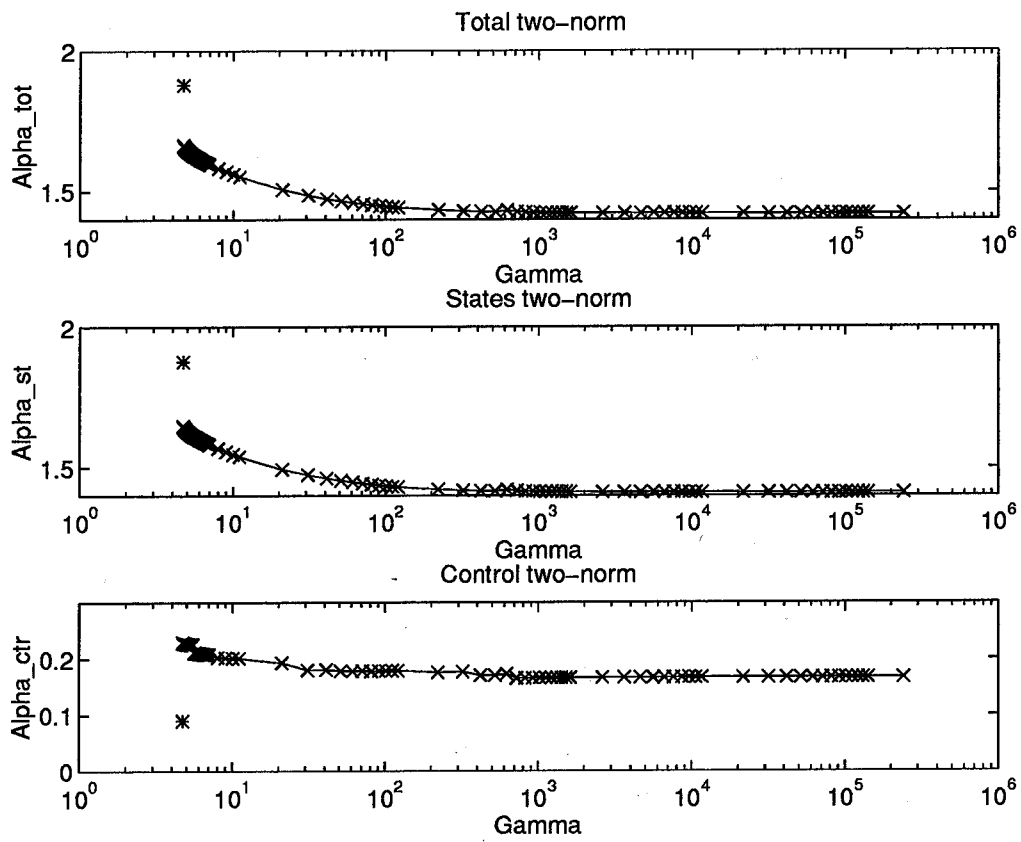 Total two-norm
2
Alpha_tot
1.5
10^0 10^1 10^2 10^3 10^4 10^5 10^6
Gamma
States two-norm
2
Alpha_st
1.5
10^0 10^1 10^2 10^3 10^4 10^5 10^6
Gamma
Control two-norm
Alpha_ctr
0.2
0.1
0
10^0 10^1 10^2 10^3 10^4 10^5 10^6
Gamma